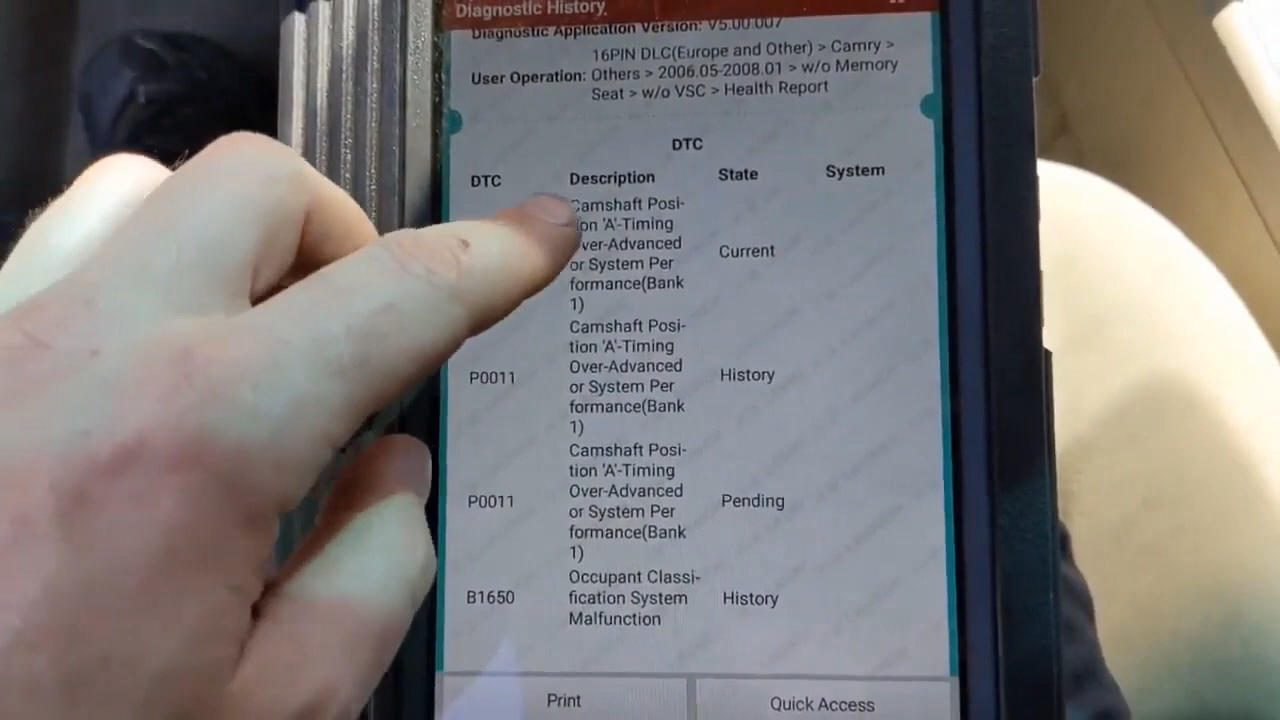 Diagnostic History
Diagnostic Application Version: V5.00.007
16PIN DLC(Europe and Other) > Camry >
User Operation: Others > 2006.05-2008.01 > w/o Memory
Seat > w/o VSC > Health Report
DTC
DTC Description State System
Camshaft Posi-
tion 'A'-Timing
Over-Advanced
or System Per
formance(Bank
1)
Current
Camshaft Posi-
tion 'A'-Timing
Over-Advanced
or System Per
formance(Bank
1)
P0011
History
Camshaft Posi-
tion 'A'-Timing
Over-Advanced
or System Per
formance(Bank
1)
P0011
Pending
Occupant Classi-
fication System
Malfunction
B1650
History
Print
Quick Access